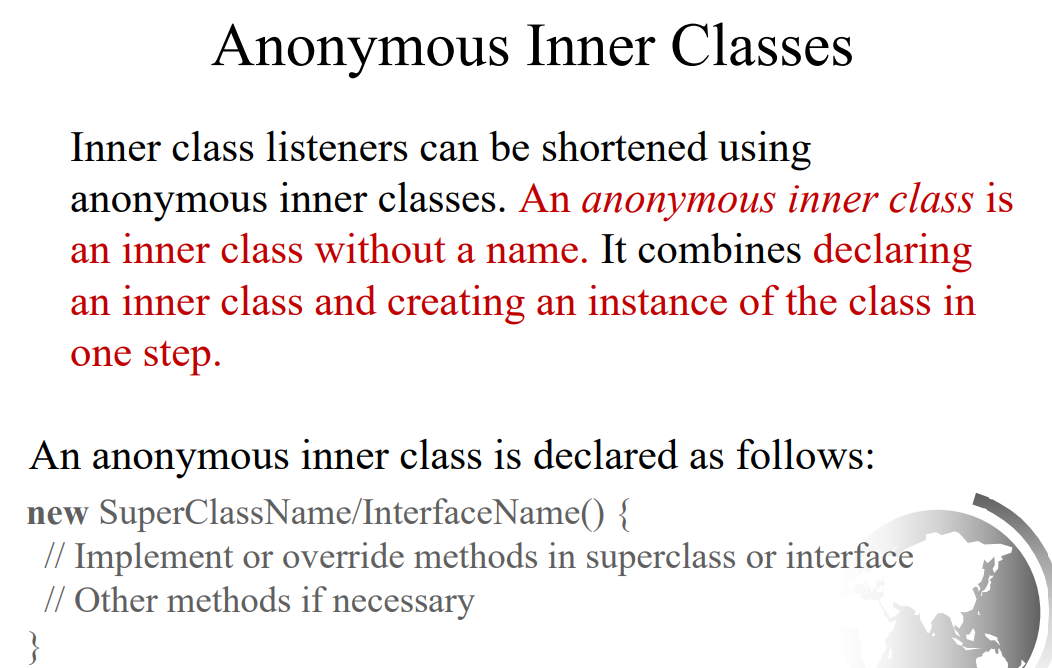 Anonymous Inner Classes
Inner class listeners can be shortened using
anonymous inner classes. An anonymous inner class is
an inner class without a name. It combines declaring
an inner class and creating an instance of the class in
one step.
An anonymous inner class is declared as follows:
new SuperClassName/InterfaceName() {
// Implement or override methods in superclass or interface
// Other methods if necessary
}